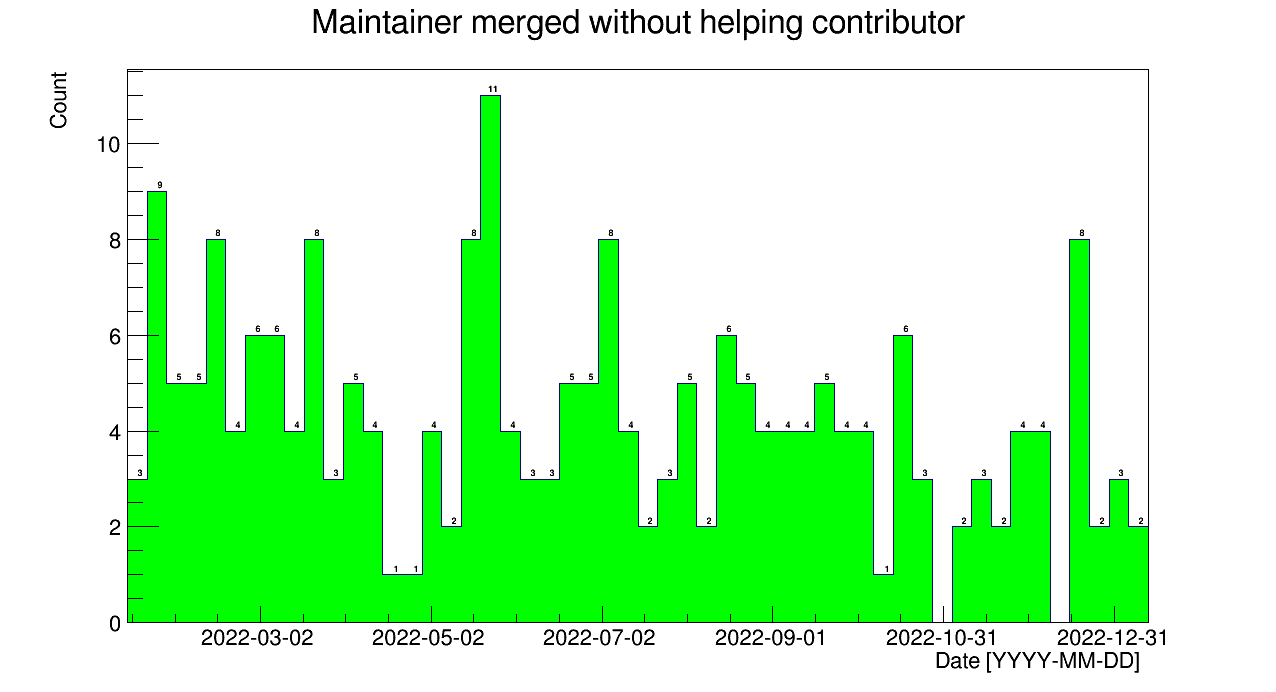 Maintainer merged without helping contributor
Count
10
8
6
4
2
0
3 9 5 5 8 4 6 6 4 8 3 5 4 1 1 4 2 8 11 4 3 3 5 5 8 4 2 3 5 2 6 5 4 4 4 5 4 4 1 6 3 2 3 2 4 4 8 2 3 2
2022-03-02 2022-05-02 2022-07-02 2022-09-01 2022-10-31 2022-12-31
Date [YYYY-MM-DD]